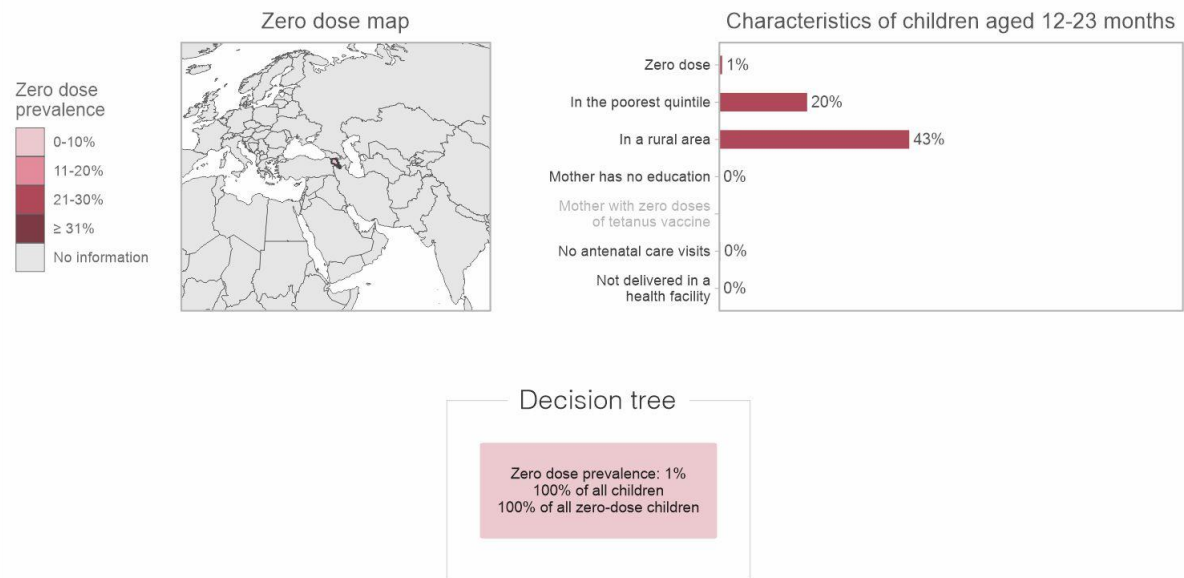 Zero dose map
Zero dose
prevalence
0-10%
11-20%
21-30%
≥ 31%
No information
Characteristics of children aged 12-23 months
Zero dose 1%
In the poorest quintile 20%
In a rural area 43%
Mother has no education 0%
Mother with zero doses
of tetanus vaccine
No antenatal care visits 0%
Not delivered in a
health facility 0%
Decision tree
Zero dose prevalence: 1%
100% of all children
100% of all zero-dose children